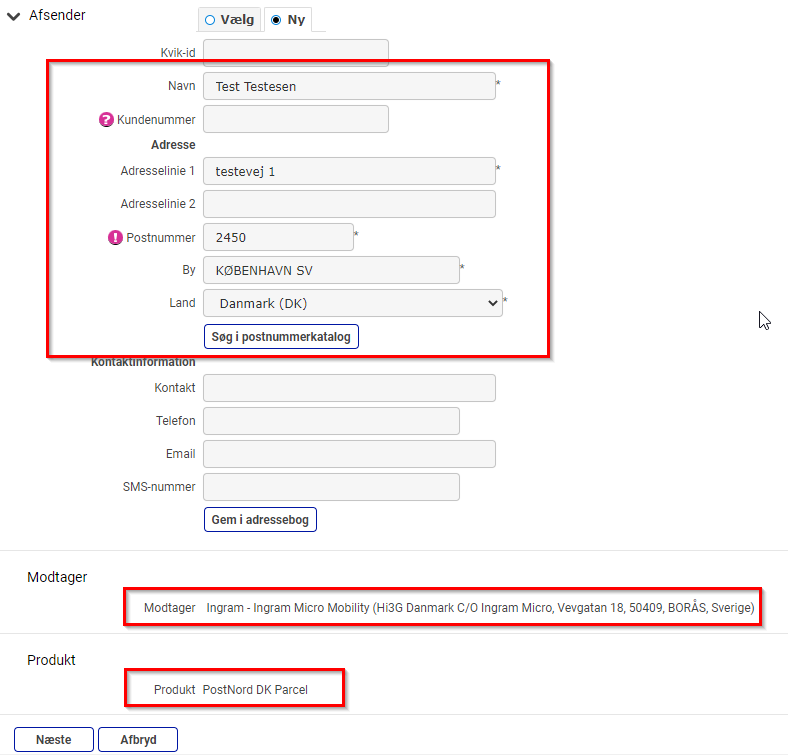 Afsender
Vælg Ny
Kvik-id
Navn Test Testesen *
? Kundenummer
Adresse
Adresselinie 1 testevej 1 *
Adresselinie 2
! Postnummer 2450 *
By KØBENHAVN SV *
Land Danmark (DK) *
Søg i postnummerkatalog
Kontaktinformation
Kontakt
Telefon
Email
SMS-nummer
Gem i adressebog
Modtager
Modtager Ingram - Ingram Micro Mobility (Hi3G Danmark C/O Ingram Micro, Vevgatan 18, 50409, BORÅS, Sverige)
Produkt
Produkt PostNord DK Parcel
Næste Afbryd